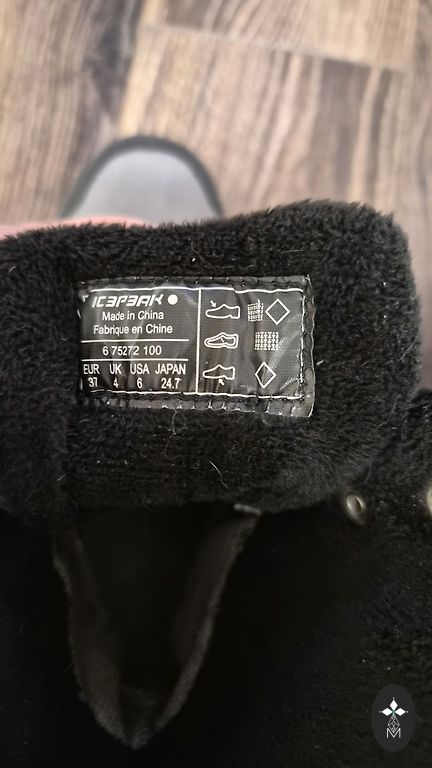 ICEPEAK
Made in China
Fabrique en Chine
6 75272 100
EUR UK USA JAPAN
37 4 6 24.7
M